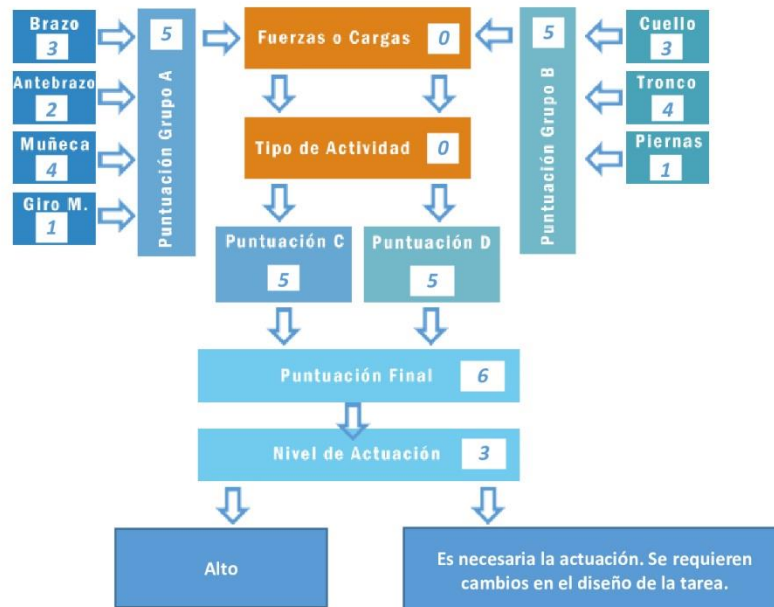 Brazo
3
Antebrazo
2
Muñeca
4
Giro M.
1
5
Puntuación Grupo A
Fuerzas o Cargas 0
Tipo de Actividad 0
5
Puntuación Grupo B
Cuello
3
Tronco
4
Piernas
1
Puntuación C
5
Puntuación D
5
Puntuación Final 6
Nivel de Actuación 3
Alto
Es necesaria la actuación. Se requieren
cambios en el diseño de la tarea.